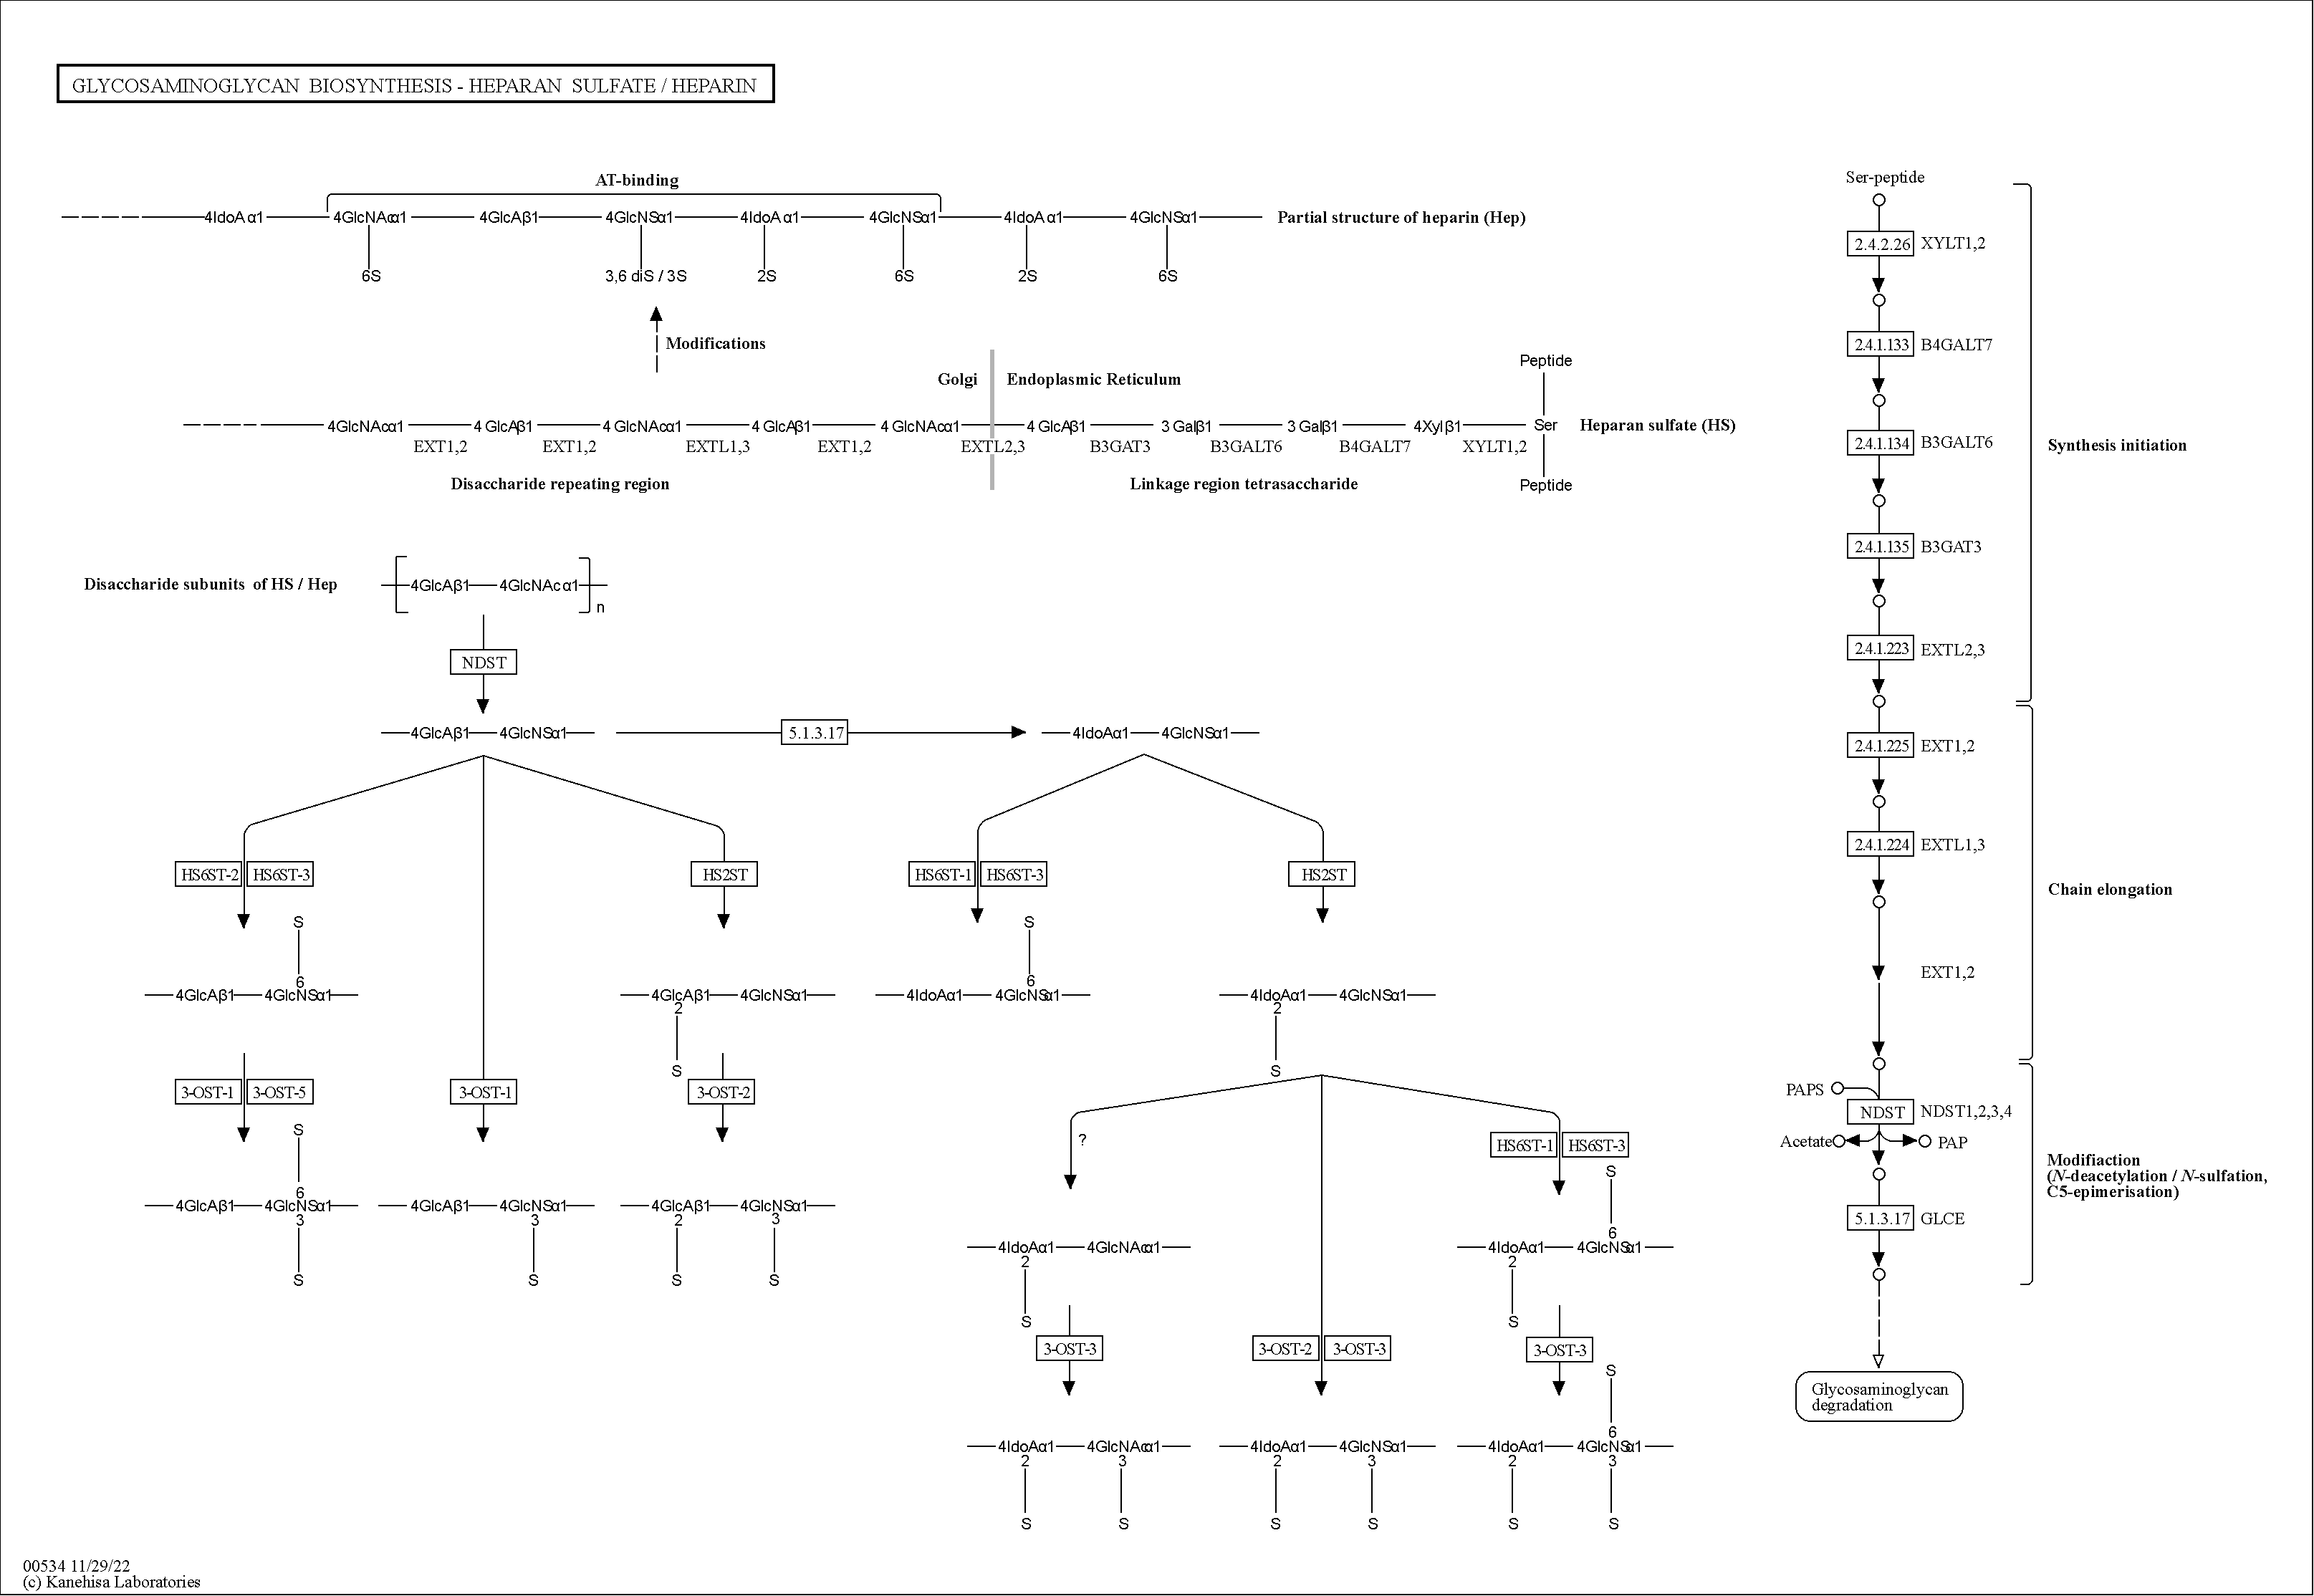 GLYCOSAMINOGLYCAN BIOSYNTHESIS - HEPARAN SULFATE / HEPARIN
AT-binding
4IdoAα1 4GlcNAcα1 4GlcAβ1 4GlcNSα1 4IdoAα1 4GlcNSα1 4IdoAα1 4GlcNSα1 Partial structure of heparin (Hep)
6S 3,6 diS / 3S 2S 6S 2S 6S
Modifications
Golgi Endoplasmic Reticulum
Peptide
4GlcNAcα1 4 GlcAβ1 4 GlcNAcα1 4 GlcAβ1 4 GlcNAcα1 4 GlcAβ1 3 Galβ1 3 Galβ1 4Xylβ1 Ser Heparan sulfate (HS)
EXT1,2 EXT1,2 EXTL1,3 EXT1,2 EXTL2,3 B3GAT3 B3GALT6 B4GALT7 XYLT1,2
Disaccharide repeating region Linkage region tetrasaccharide
Peptide
Disaccharide subunits of HS / Hep 4GlcAβ1 4GlcNAcα1
n
NDST
4GlcAβ1 4GlcNSα1 5.1.3.17 4IdoAα1 4GlcNSα1
HS6ST-2 HS6ST-3 HS2ST HS6ST-1 HS6ST-3 HS2ST
S S
6 6
4GlcAβ1 4GlcNSα1 4GlcAβ1 4GlcNSα1 4IdoAα1 4GlcNSα1 4IdoAα1 4GlcNSα1
2 2
S S
3-OST-1 3-OST-5 3-OST-1 3-OST-2
S
6
4GlcAβ1 4GlcNSα1 4GlcAβ1 4GlcNSα1 4GlcAβ1 4GlcNSα1
3 3 2 3
S S S S
? HS6ST-1 HS6ST-3
S
6
4IdoAα1 4GlcNAcα1 4IdoAα1 4GlcNSα1
2 2
S S
3-OST-3 3-OST-2 3-OST-3 3-OST-3
S
6
4IdoAα1 4GlcNAcα1 4IdoAα1 4GlcNSα1 4IdoAα1 4GlcNSα1
2 3 2 3 2 3
S S S S S S
Ser-peptide
2.4.2.26 XYLT1,2
2.4.1.133 B4GALT7
2.4.1.134 B3GALT6
2.4.1.135 B3GAT3
2.4.1.223 EXTL2,3
Synthesis initiation
2.4.1.225 EXT1,2
2.4.1.224 EXTL1,3
EXT1,2
Chain elongation
PAPS
NDST NDST1,2,3,4
Acetate PAP
5.1.3.17 GLCE
Modifiaction
(N-deacetylation / N-sulfation,
C5-epimerisation)
Glycosaminoglycan
degradation
00534 11/29/22
(c) Kanehisa Laboratories